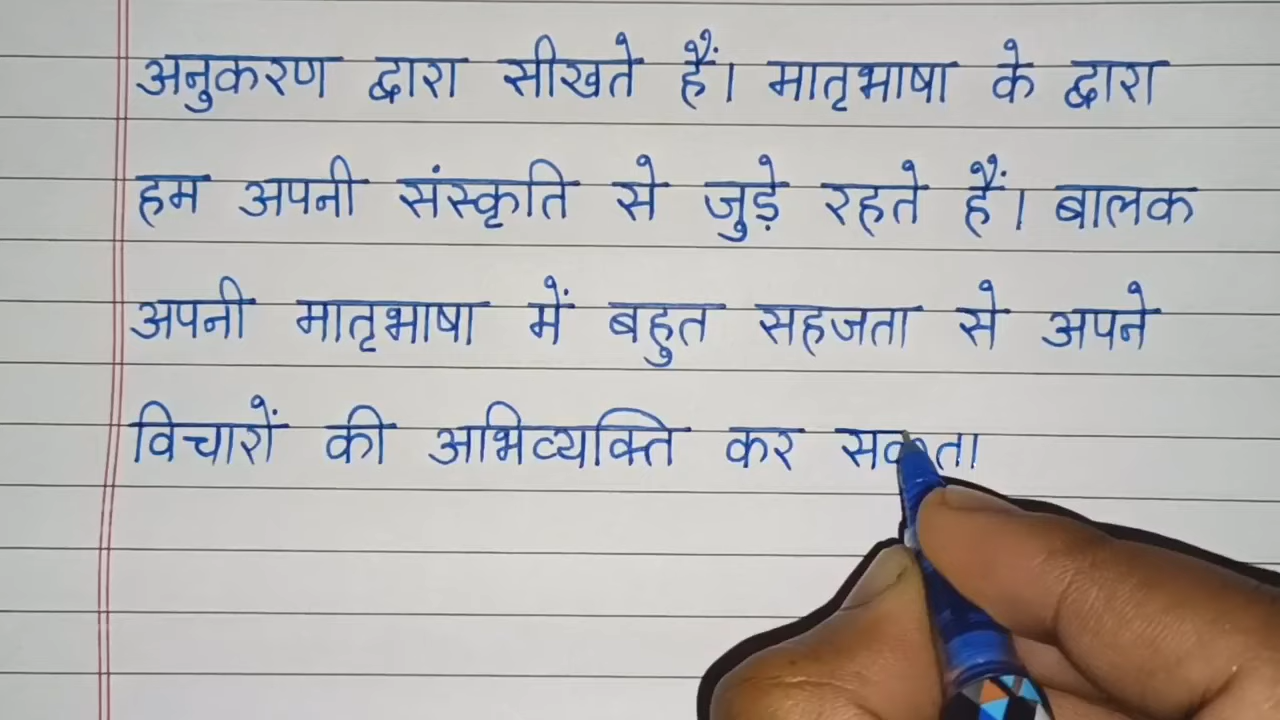 अनुकरण द्वारा सीखते हैं। मातृभाषा के द्वारा
हम अपनी संस्कृति से जुड़े रहते हैं। बालक
अपनी मातृभाषा में बहुत सहजता से अपने
विचारों की अभिव्यक्ति कर सकता